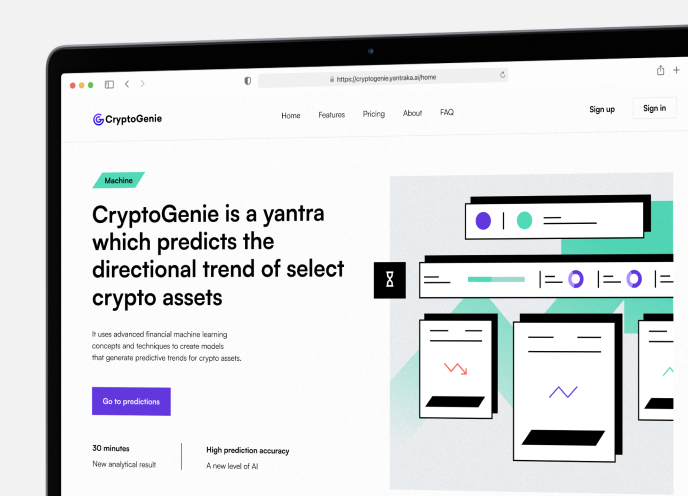 https://cryptogenie.yantraka.ai/home
CryptoGenie
Home Features Pricing About FAQ
Sign up Sign in
Machine
CryptoGenie is a yantra
which predicts the
directional trend of select
crypto assets
It uses advanced financial machine learning
concepts and techniques to create models
that generate predictive trends for crypto assets.
Go to predictions
30 minutes
New analytical result
High prediction accuracy
A new level of AI